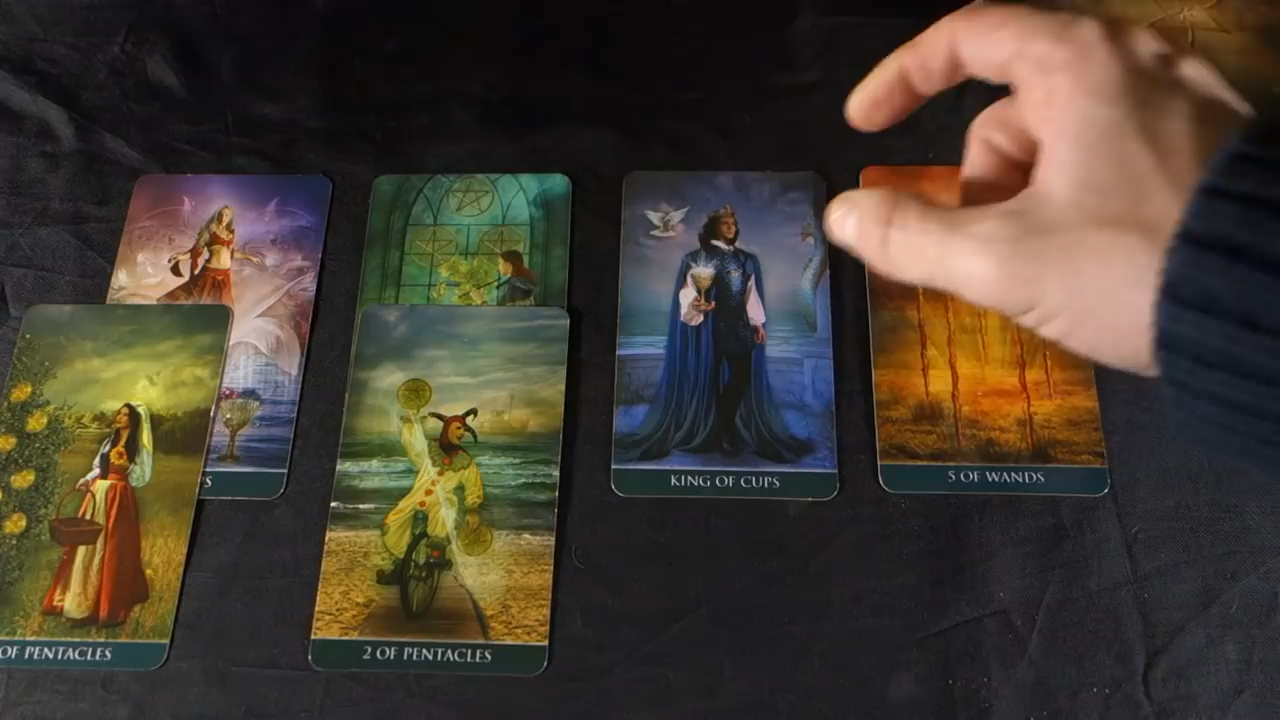 KING OF CUPS
5 OF WANDS
OF PENTACLES
2 OF PENTACLES